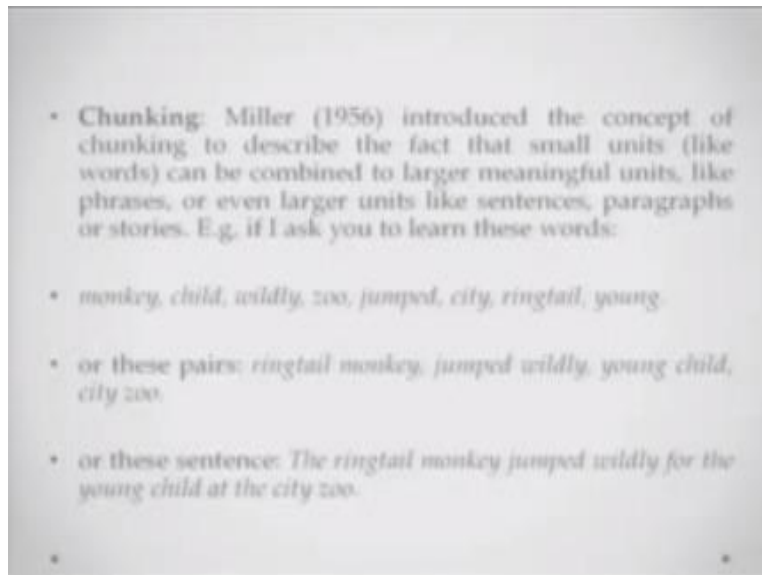 • Chunking: Miller (1956) introduced the concept of
chunking to describe the fact that small units (like
words) can be combined to larger meaningful units, like
phrases, or even larger units like sentences, paragraphs
or stories. E.g. if I ask you to learn these words:
• monkey, child, wildly, zoo, jumped, city, ringtail, young.
• or these pairs: ringtail monkey, jumped wildly, young child,
city zoo.
• or these sentence: The ringtail monkey jumped wildly for the
young child at the city zoo.